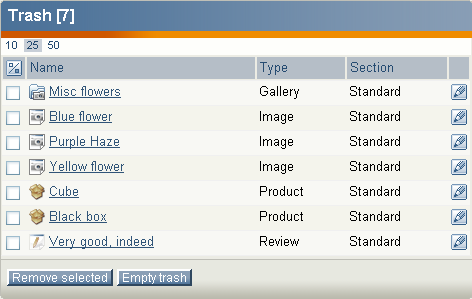 Trash [7]
10 25 50
Name Type Section
Misc flowers Gallery Standard
Blue flower Image Standard
Purple Haze Image Standard
Yellow flower Image Standard
Cube Product Standard
Black box Product Standard
Very good, indeed Review Standard
Remove selected Empty trash